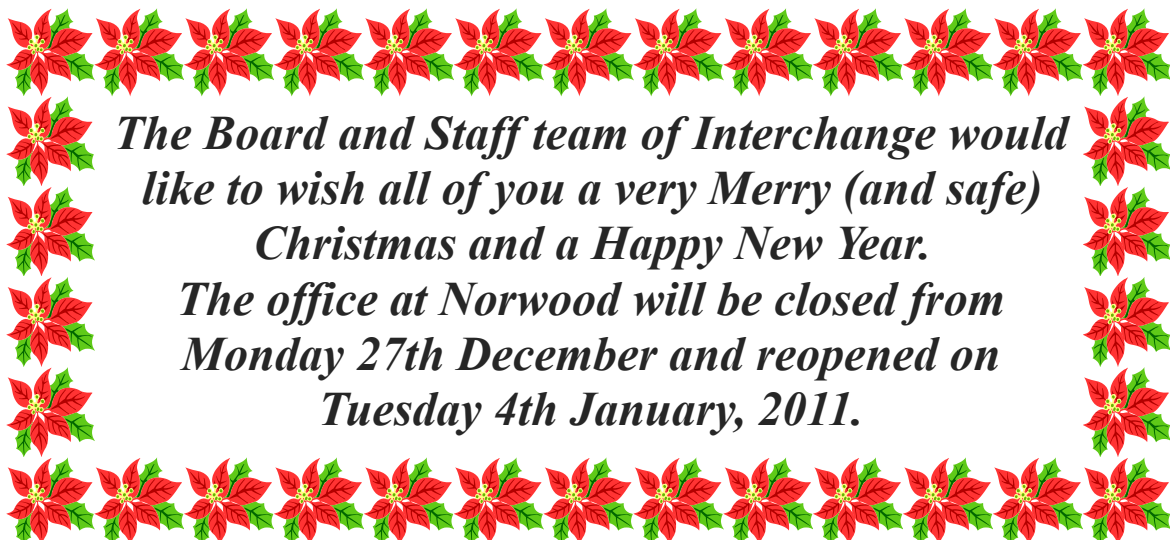 The Board and Staff team of Interchange would
like to wish all of you a very Merry (and safe)
Christmas and a Happy New Year.
The office at Norwood will be closed from
Monday 27th December and reopened on
Tuesday 4th January, 2011.